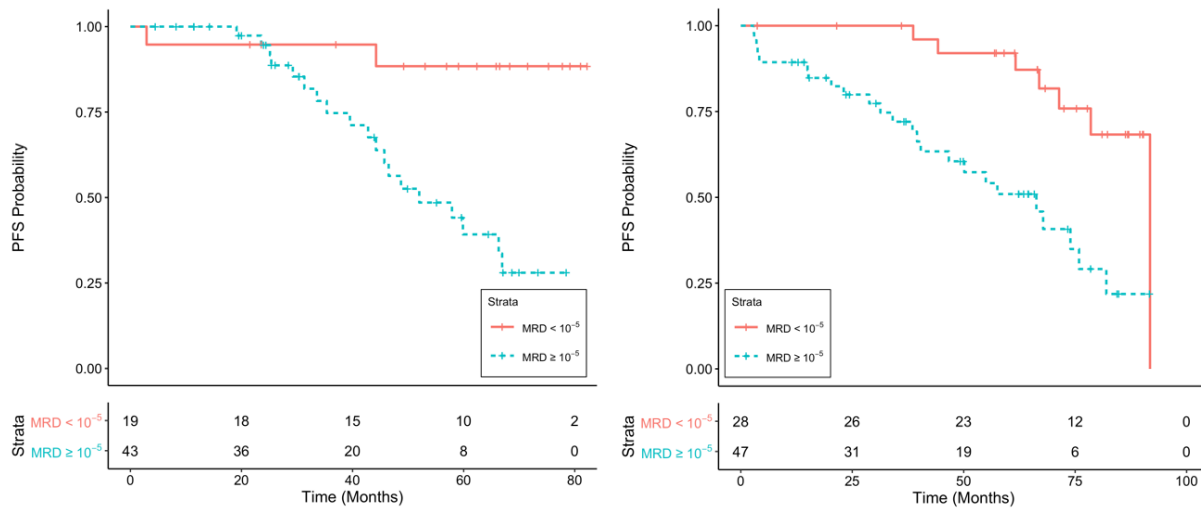 1.00
0.75
0.50
0.25
0.00
PFS Probability
Strata
MRD < 10⁻⁵
MRD ≥ 10⁻⁵
Strata
MRD < 10⁻⁵ 19 18 15 10 2
MRD ≥ 10⁻⁵ 43 36 20 8 0
0 20 40 60 80
Time (Months)
1.00
0.75
0.50
0.25
0.00
PFS Probability
Strata
MRD < 10⁻⁵
MRD ≥ 10⁻⁵
Strata
MRD < 10⁻⁵ 28 26 23 12 0
MRD ≥ 10⁻⁵ 47 31 19 6 0
0 25 50 75 100
Time (Months)